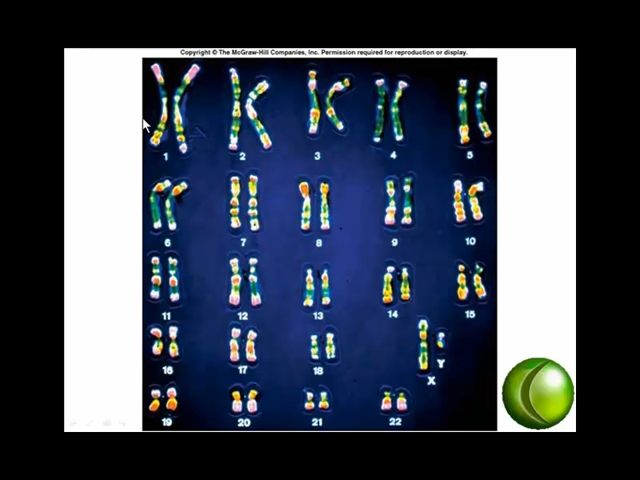 Copyright © The McGraw-Hill Companies, Inc. Permission required for reproduction or display.
1 2 3 4 5
6 7 8 9 10
11 12 13 14 15
16 17 18 X Y
19 20 21 22